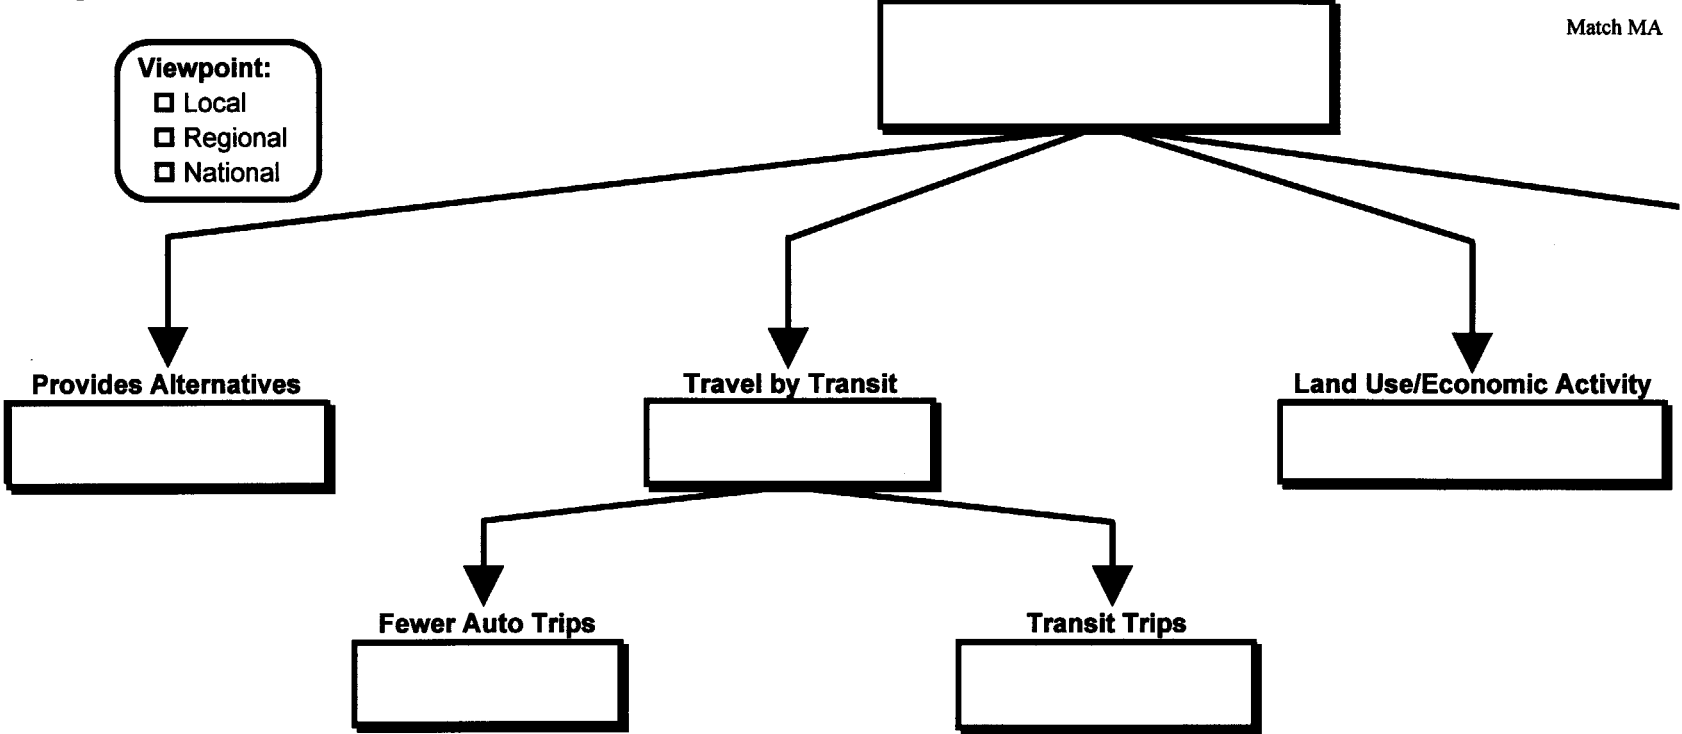 Match MA
Viewpoint:
Local
Regional
National
Provides Alternatives
Travel by Transit
Land Use/Economic Activity
Fewer Auto Trips
Transit Trips